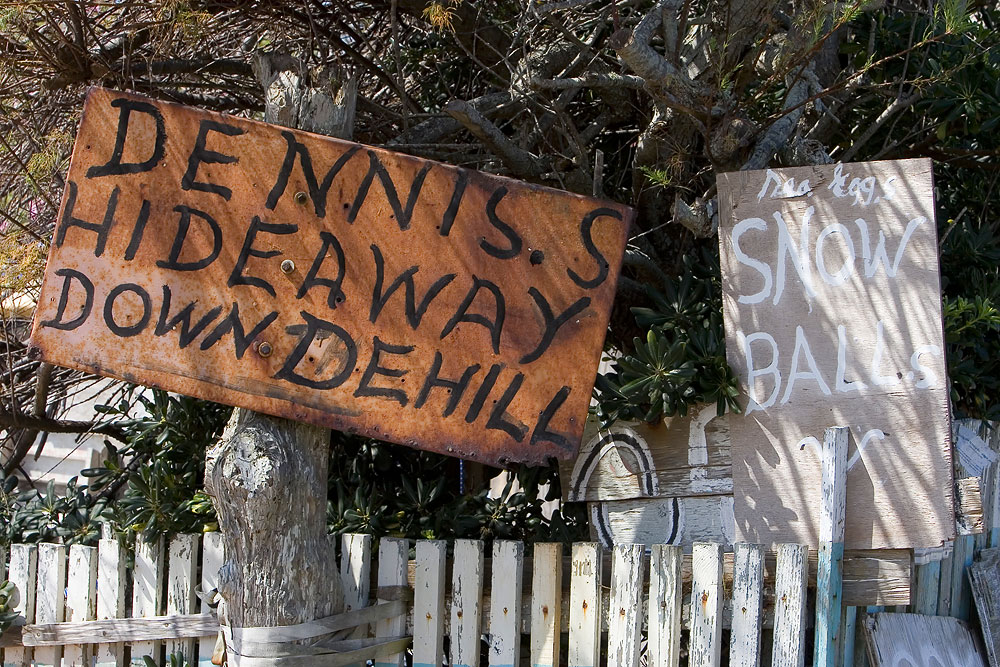 DENNIS.S
HIDEAWAY
DOWN DEHILL
SNOW
BALLs